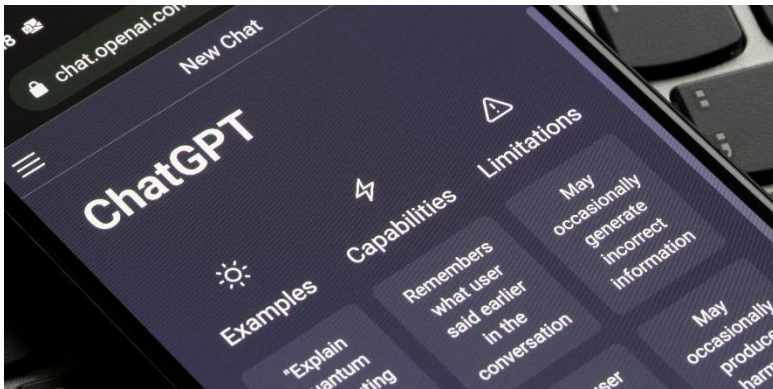 8
chat.openai.com
New Chat
ChatGPT
Examples
"Explain
Capabilities
Remembers
what user
said earlier
in the
conversation
Limitations
May
occasionally
generate
incorrect
information
May
occasionally